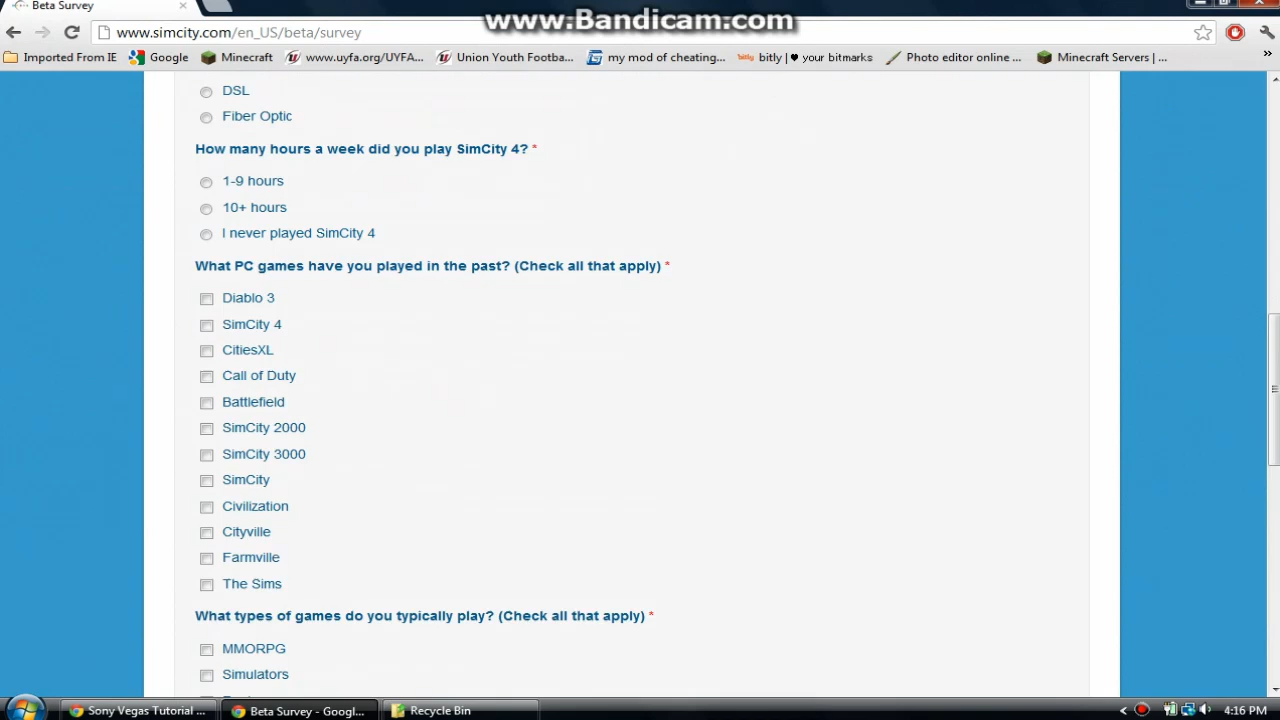 Beta Survey
www.Bandicam.com
www.simcity.com/en_US/beta/survey
Imported From IE
Google
Minecraft
www.uyfa.org/UYFA...
Union Youth Footba...
my mod of cheating...
bitly | ♥ your bitmarks
Photo editor online ...
Minecraft Servers | ...
DSL
Fiber Optic
How many hours a week did you play SimCity 4? *
1-9 hours
10+ hours
I never played SimCity 4
What PC games have you played in the past? (Check all that apply) *
Diablo 3
SimCity 4
CitiesXL
Call of Duty
Battlefield
SimCity 2000
SimCity 3000
SimCity
Civilization
Cityville
Farmville
The Sims
What types of games do you typically play? (Check all that apply) *
MMORPG
Simulators
Sony Vegas Tutorial ...
Beta Survey - Googl...
Recycle Bin
4:16 PM